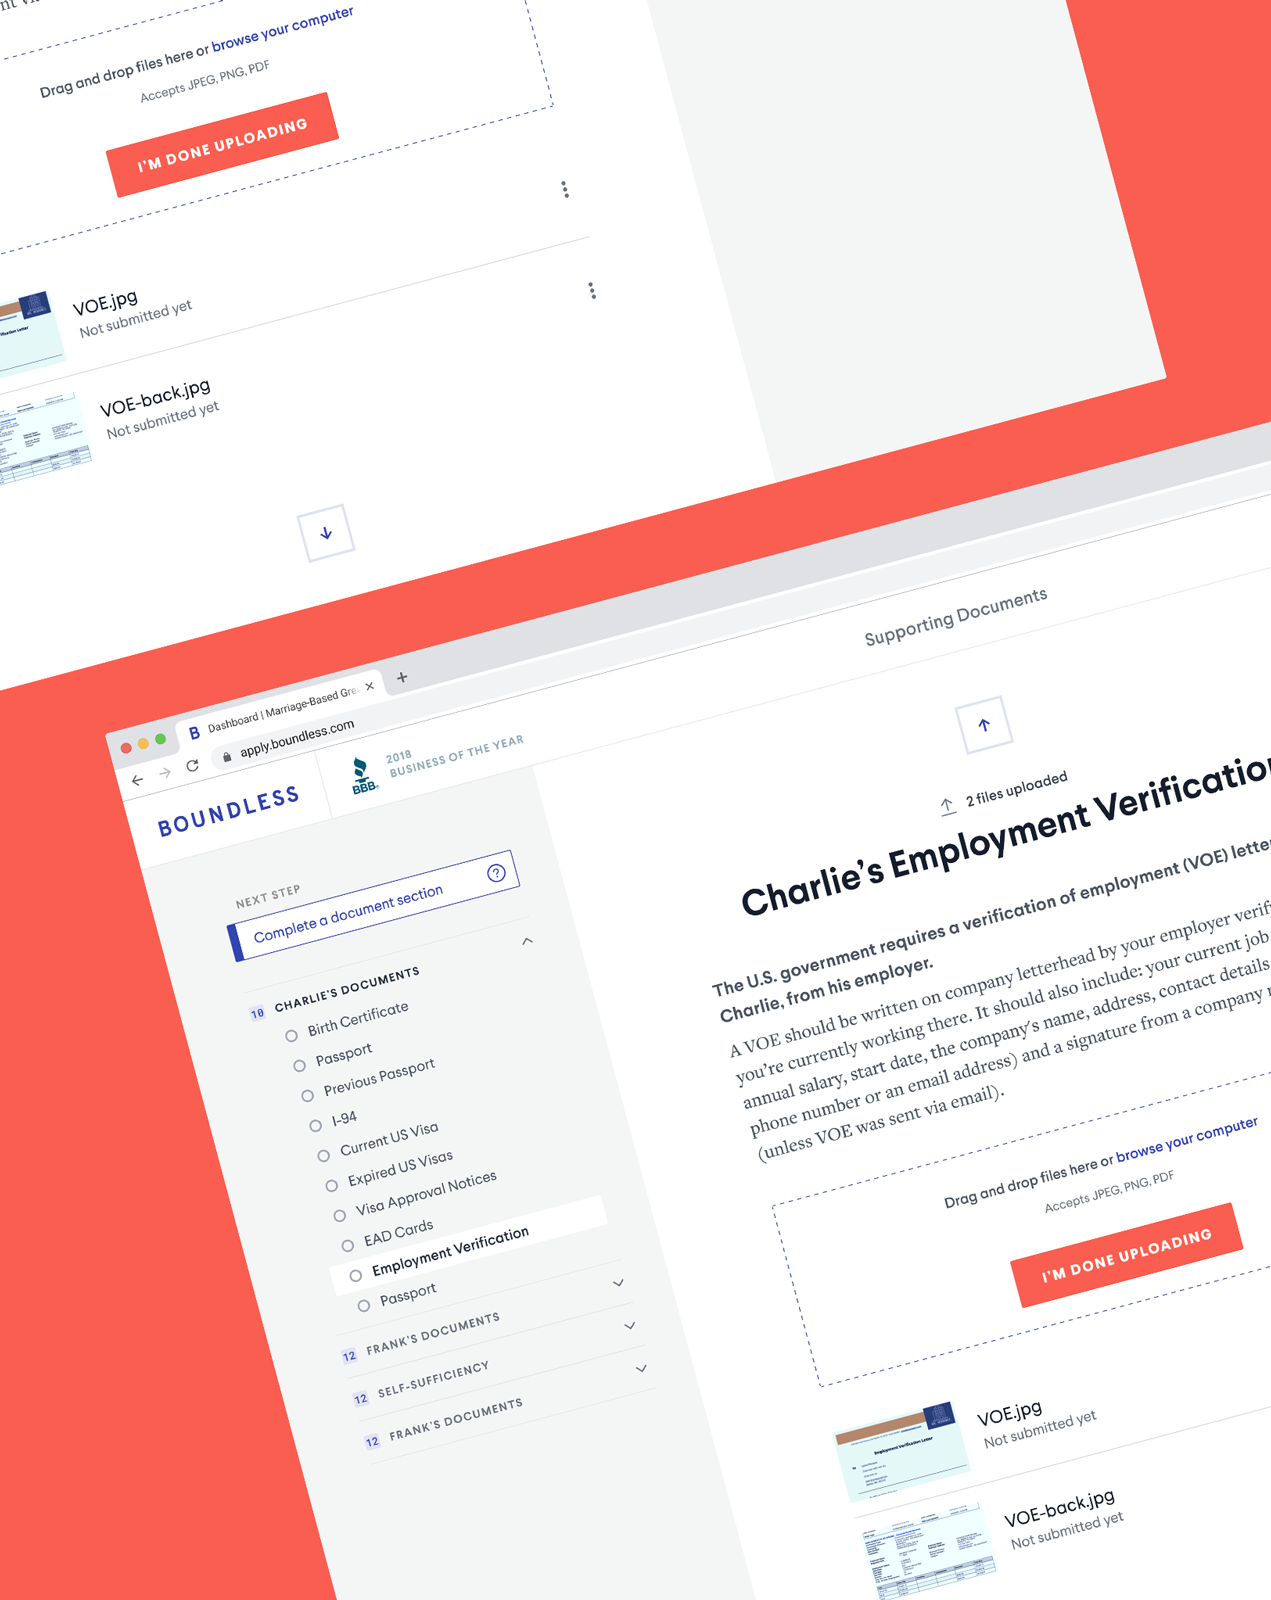 Drag and drop files here or browse your computer
Accepts JPEG, PNG, PDF
I'M DONE UPLOADING
VOE.jpg
Not submitted yet
VOE-back.jpg
Not submitted yet
Dashboard | Marriage-Based Gre
apply.boundless.com
BOUNDLESS
BBB
2018
BUSINESS OF THE YEAR
Supporting Documents
NEXT STEP
Complete a document section
10 CHARLIE'S DOCUMENTS
Birth Certificate
Passport
Previous Passport
I-94
Current US Visa
Expired US Visas
Visa Approval Notices
EAD Cards
Employment Verification
Passport
12 FRANK'S DOCUMENTS
12 SELF-SUFFICIENCY
12 FRANK'S DOCUMENTS
2 files uploaded
Charlie's Employment Verification
The U.S. government requires a verification of employment (VOE) letter
Charlie, from his employer.
A VOE should be written on company letterhead by your employer verif
you're currently working there. It should also include: your current job
annual salary, start date, the company's name, address, contact details
phone number or an email address) and a signature from a company
(unless VOE was sent via email).
Drag and drop files here or browse your computer
Accepts JPEG, PNG, PDF
I'M DONE UPLOADING
Employment Verification Letter
VOE.jpg
Not submitted yet
VOE-back.jpg
Not submitted yet